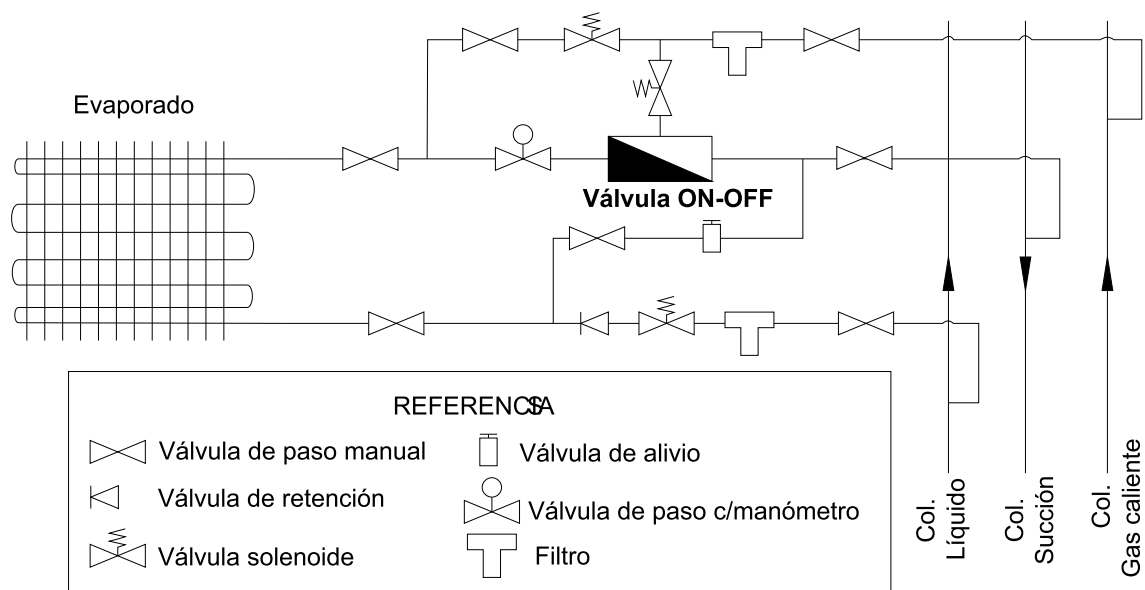 Evaporado
Válvula ON-OFF
REFERENCSIA
Válvula de paso manual
Válvula de alivio
Válvula de retención
Válvula de paso c/manómetro
Válvula solenoide
Filtro
Col.
Líquido
Col.
Succión
Col.
Gas caliente